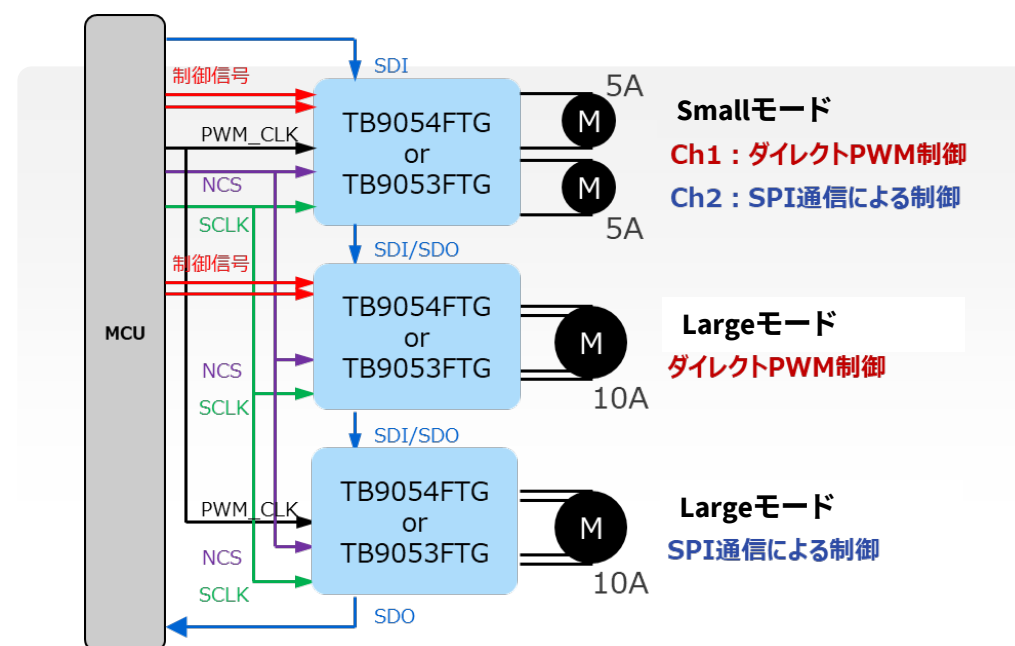 SDI
制御信号
5A
TB9054FTG
or
TB9053FTG
M
M
PWM_CLK
NCS
SCLK
5A
Smallモード
Ch1：ダイレクトPWM制御
Ch2：SPI通信による制御
SDI/SDO
制御信号
MCU
TB9054FTG
or
TB9053FTG
M
NCS
SCLK
10A
Largeモード
ダイレクトPWM制御
SDI/SDO
TB9054FTG
or
TB9053FTG
M
PWM_CLK
NCS
SCLK
10A
Largeモード
SPI通信による制御
SDO